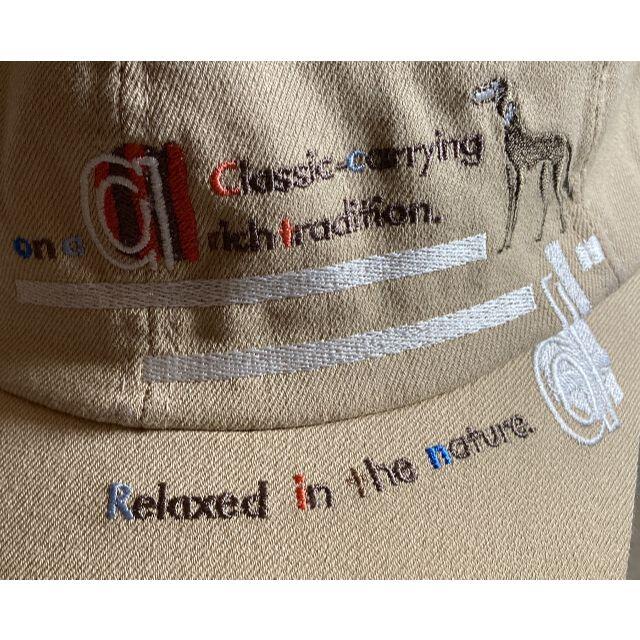 a Classic-carrying
on a rich tradition.
Relaxed in the nature.